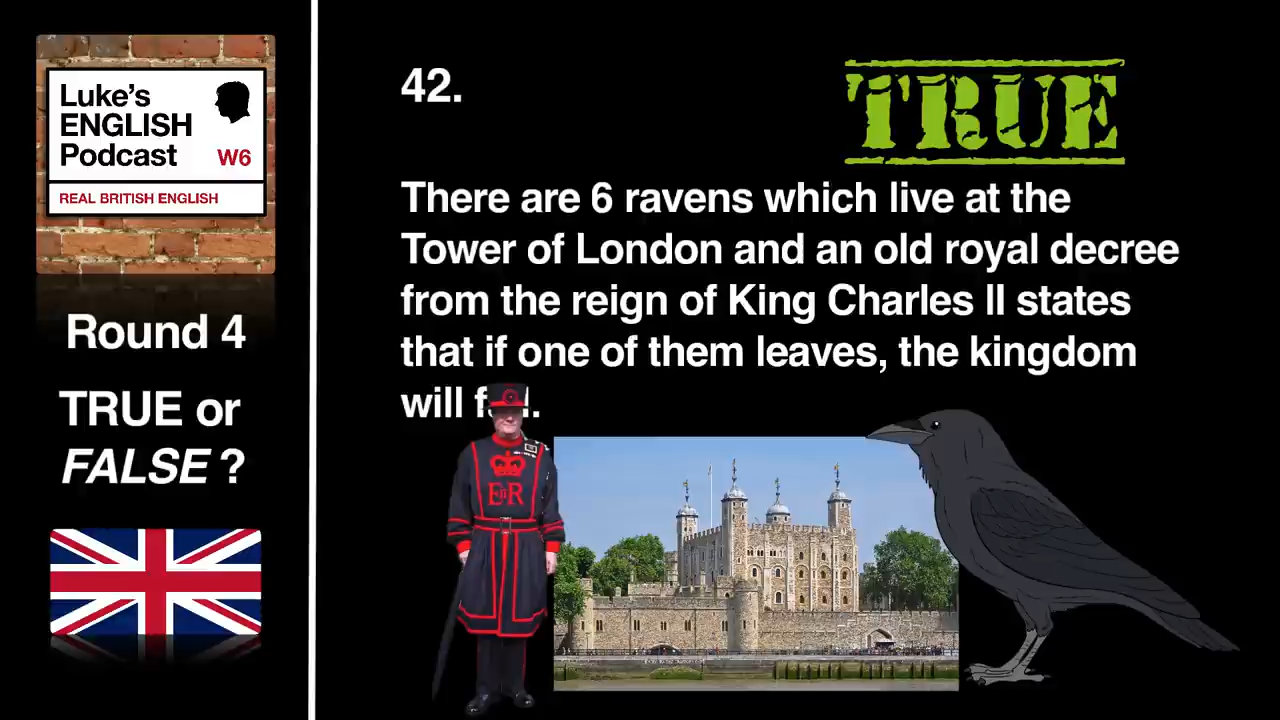 Luke's
ENGLISH
Podcast W6
REAL BRITISH ENGLISH
Round 4
TRUE or
FALSE ?
42.
TRUE
There are 6 ravens which live at the
Tower of London and an old royal decree
from the reign of King Charles II states
that if one of them leaves, the kingdom
will
EIIR